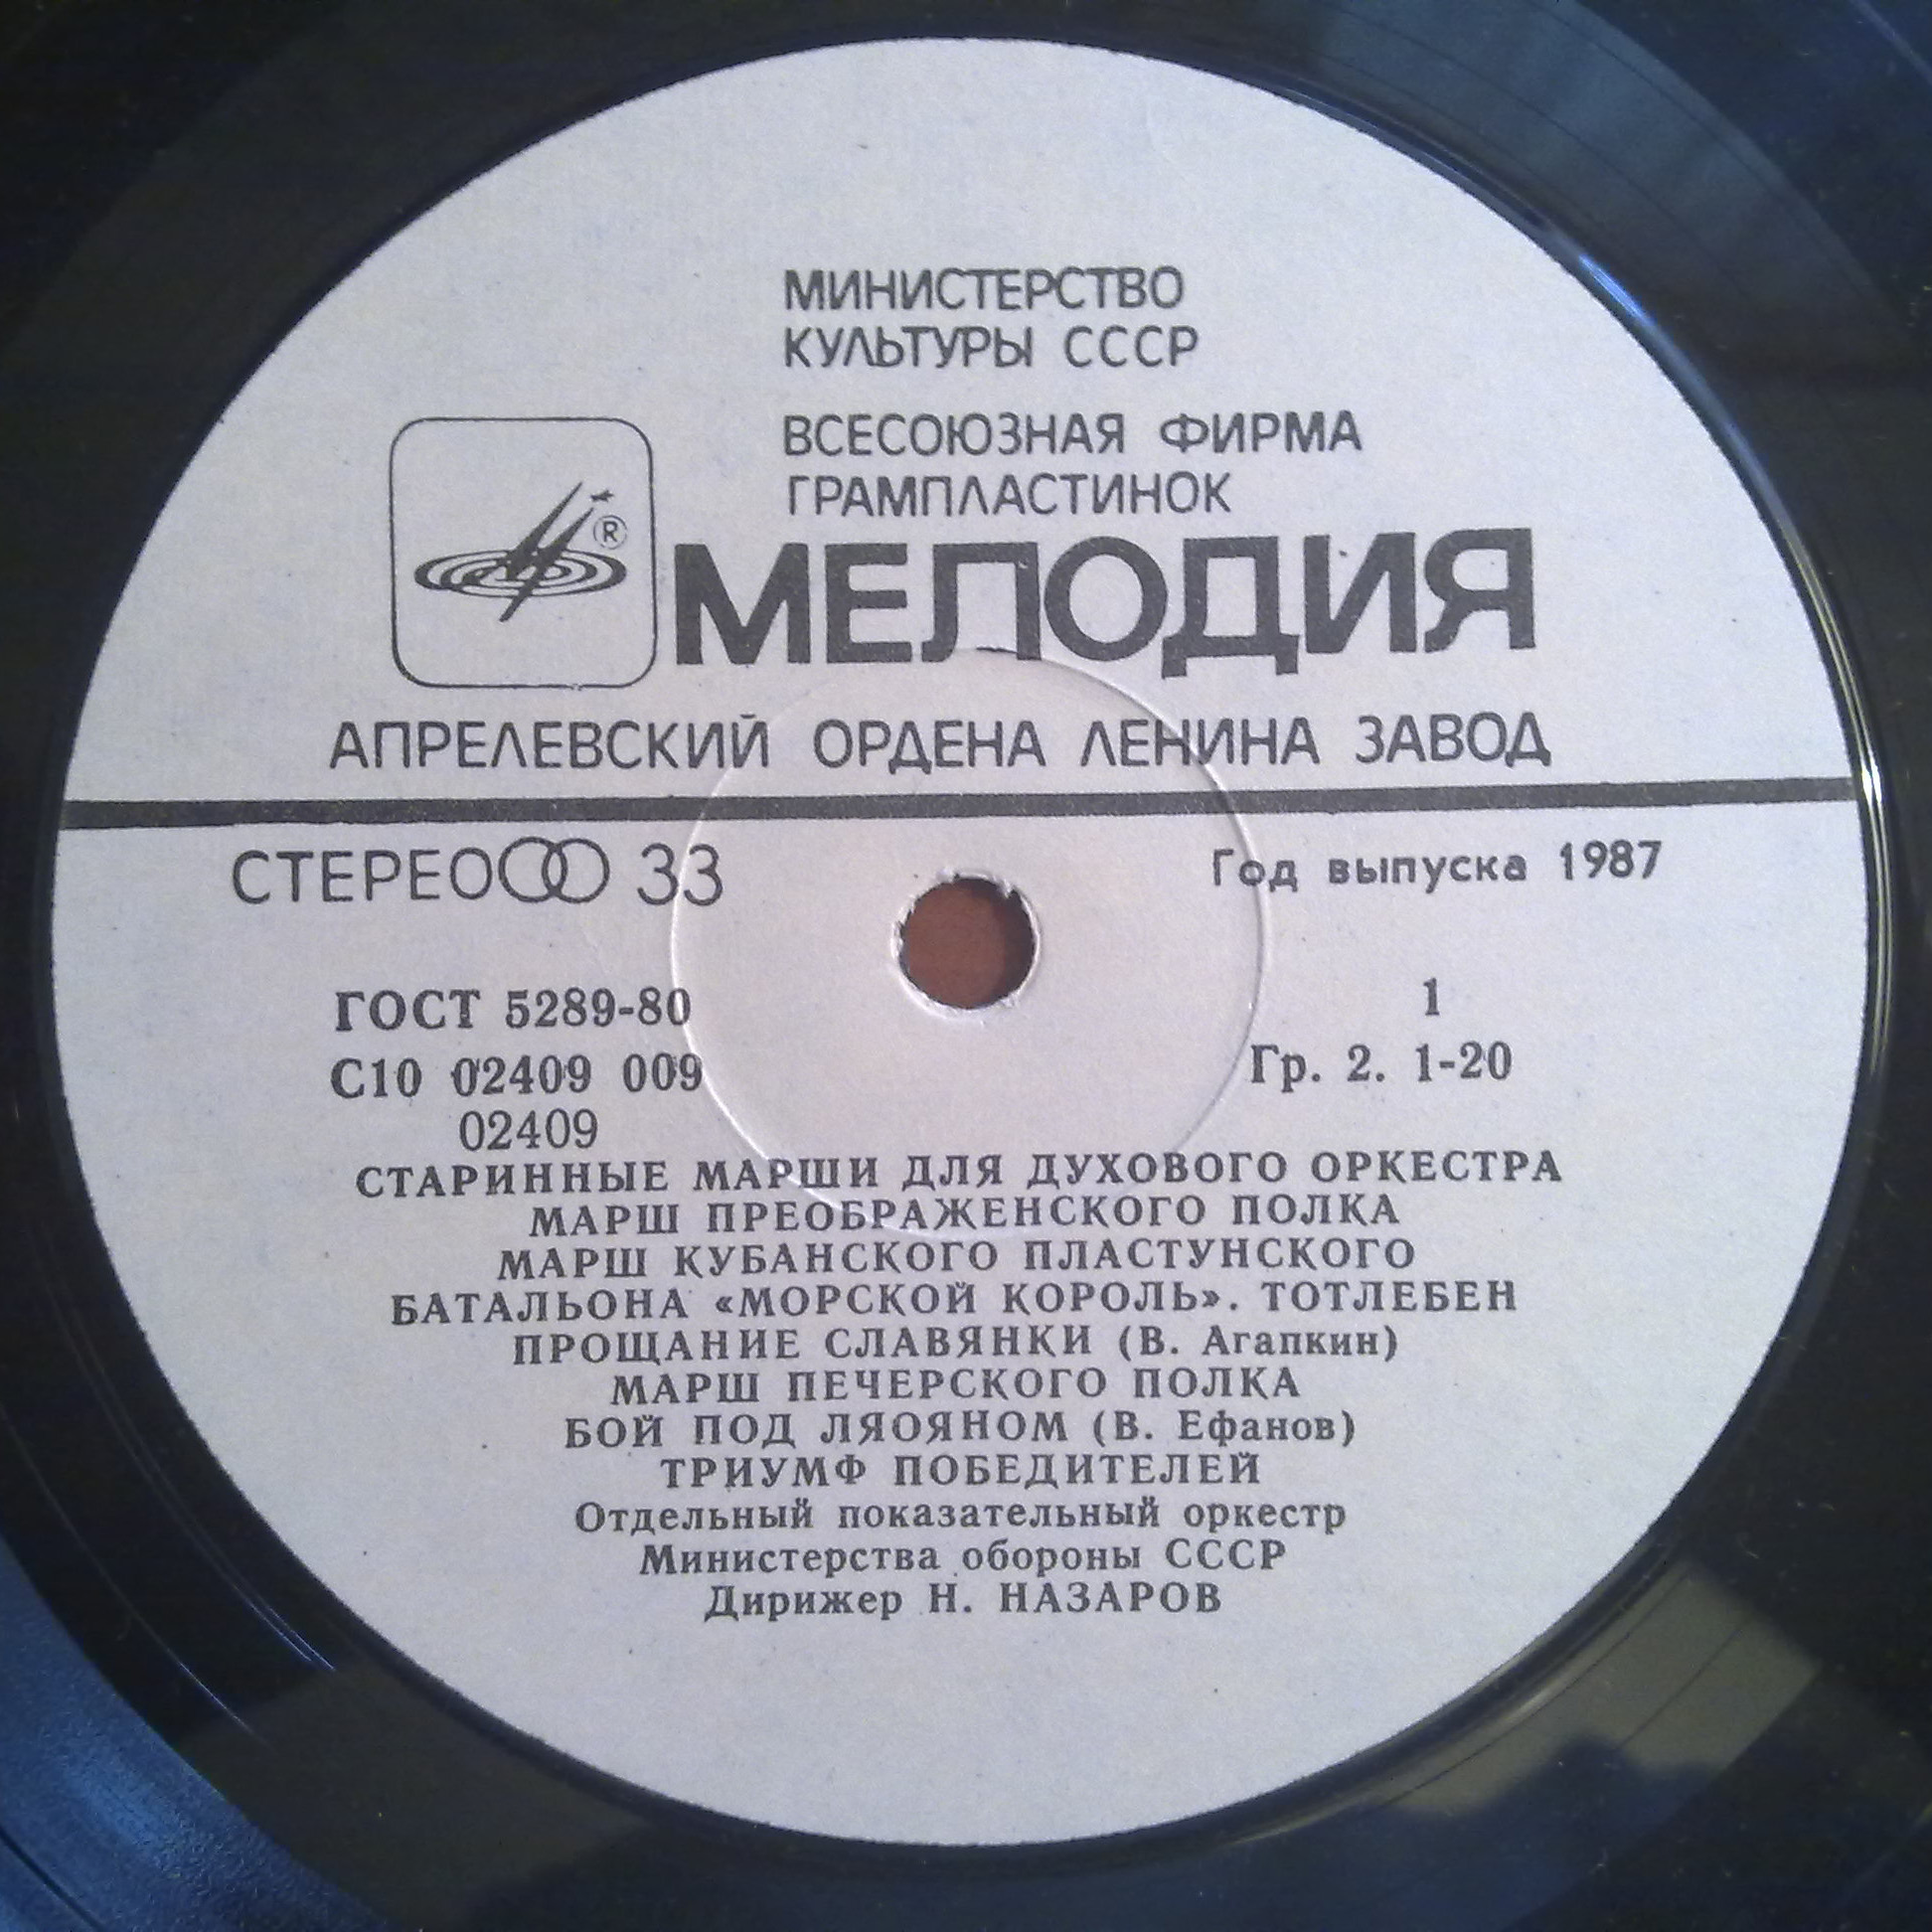 МИНИСТЕРСТВО
КУЛЬТУРЫ СССР
ВСЕСОЮЗНАЯ ФИРМА
ГРАМПЛАСТИНОК
®
МЕЛОДИЯ
АПРЕЛЕВСКИЙ ОРДЕНА ЛЕНИНА ЗАВОД
СТЕРЕО 33
Год выпуска 1987
ГОСТ 5289-80
1
С10 02409 009
Гр. 2. 1-20
02409
СТАРИННЫЕ МАРШИ ДЛЯ ДУХОВОГО ОРКЕСТРА
МАРШ ПРЕОБРАЖЕНСКОГО ПОЛКА
МАРШ КУБАНСКОГО ПЛАСТУНСКОГО
БАТАЛЬОНА «МОРСКОЙ КОРОЛЬ». ТОТЛЕБЕН
ПРОЩАНИЕ СЛАВЯНКИ (В. Агапкин)
МАРШ ПЕЧЕРСКОГО ПОЛКА
БОЙ ПОД ЛЯОЯНОМ (В. Ефанов)
ТРИУМФ ПОБЕДИТЕЛЕЙ
Отдельный показательный оркестр
Министерства обороны СССР
Дирижер Н. НАЗАРОВ